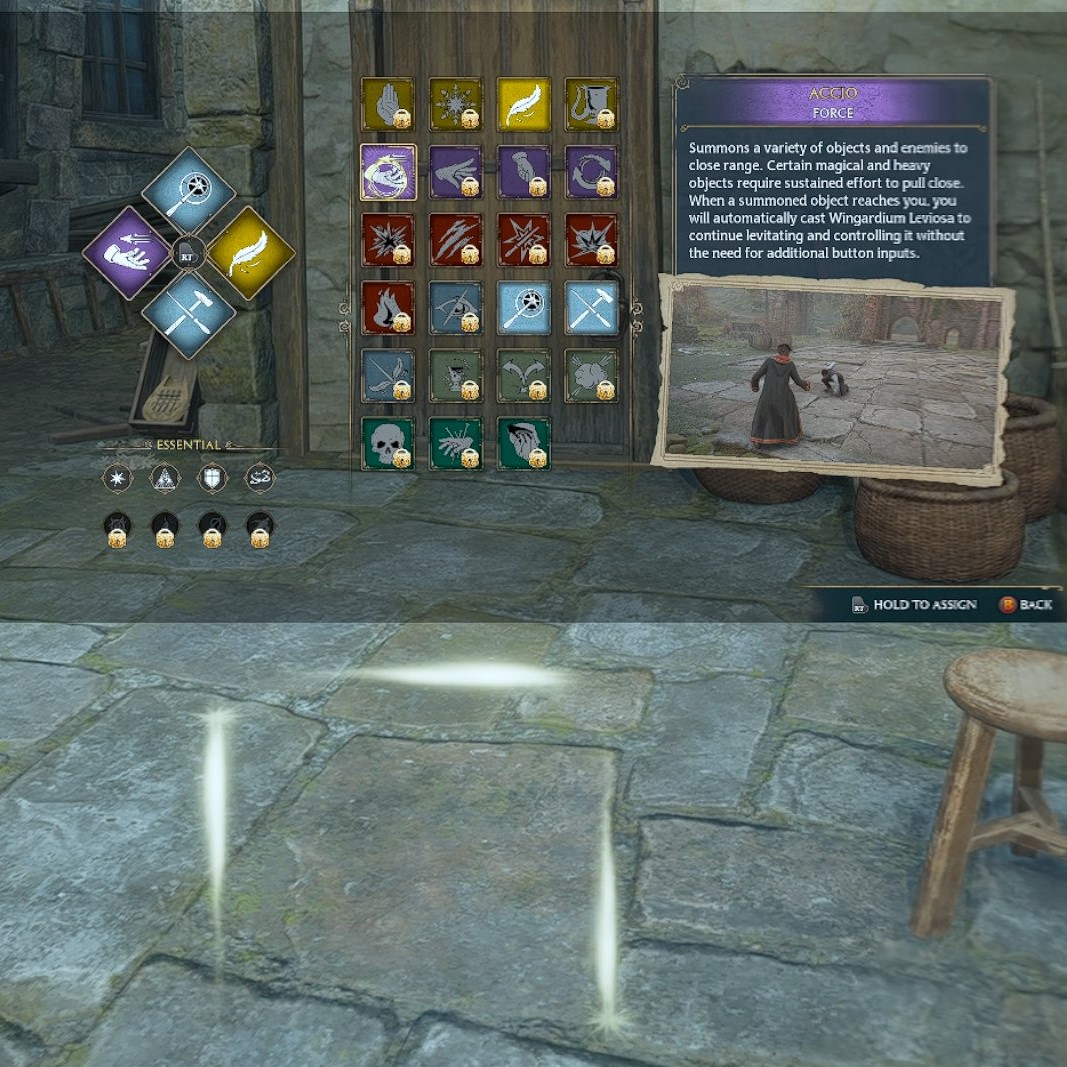 ACCIO
FORCE
Summons a variety of objects and enemies to
close range. Certain magical and heavy
objects require sustained effort to pull close.
When a summoned object reaches you, you
will automatically cast Wingardium Leviosa to
continue levitating and controlling it without
the need for additional button inputs.
RT
ESSENTIAL
RT HOLD TO ASSIGN B BACK